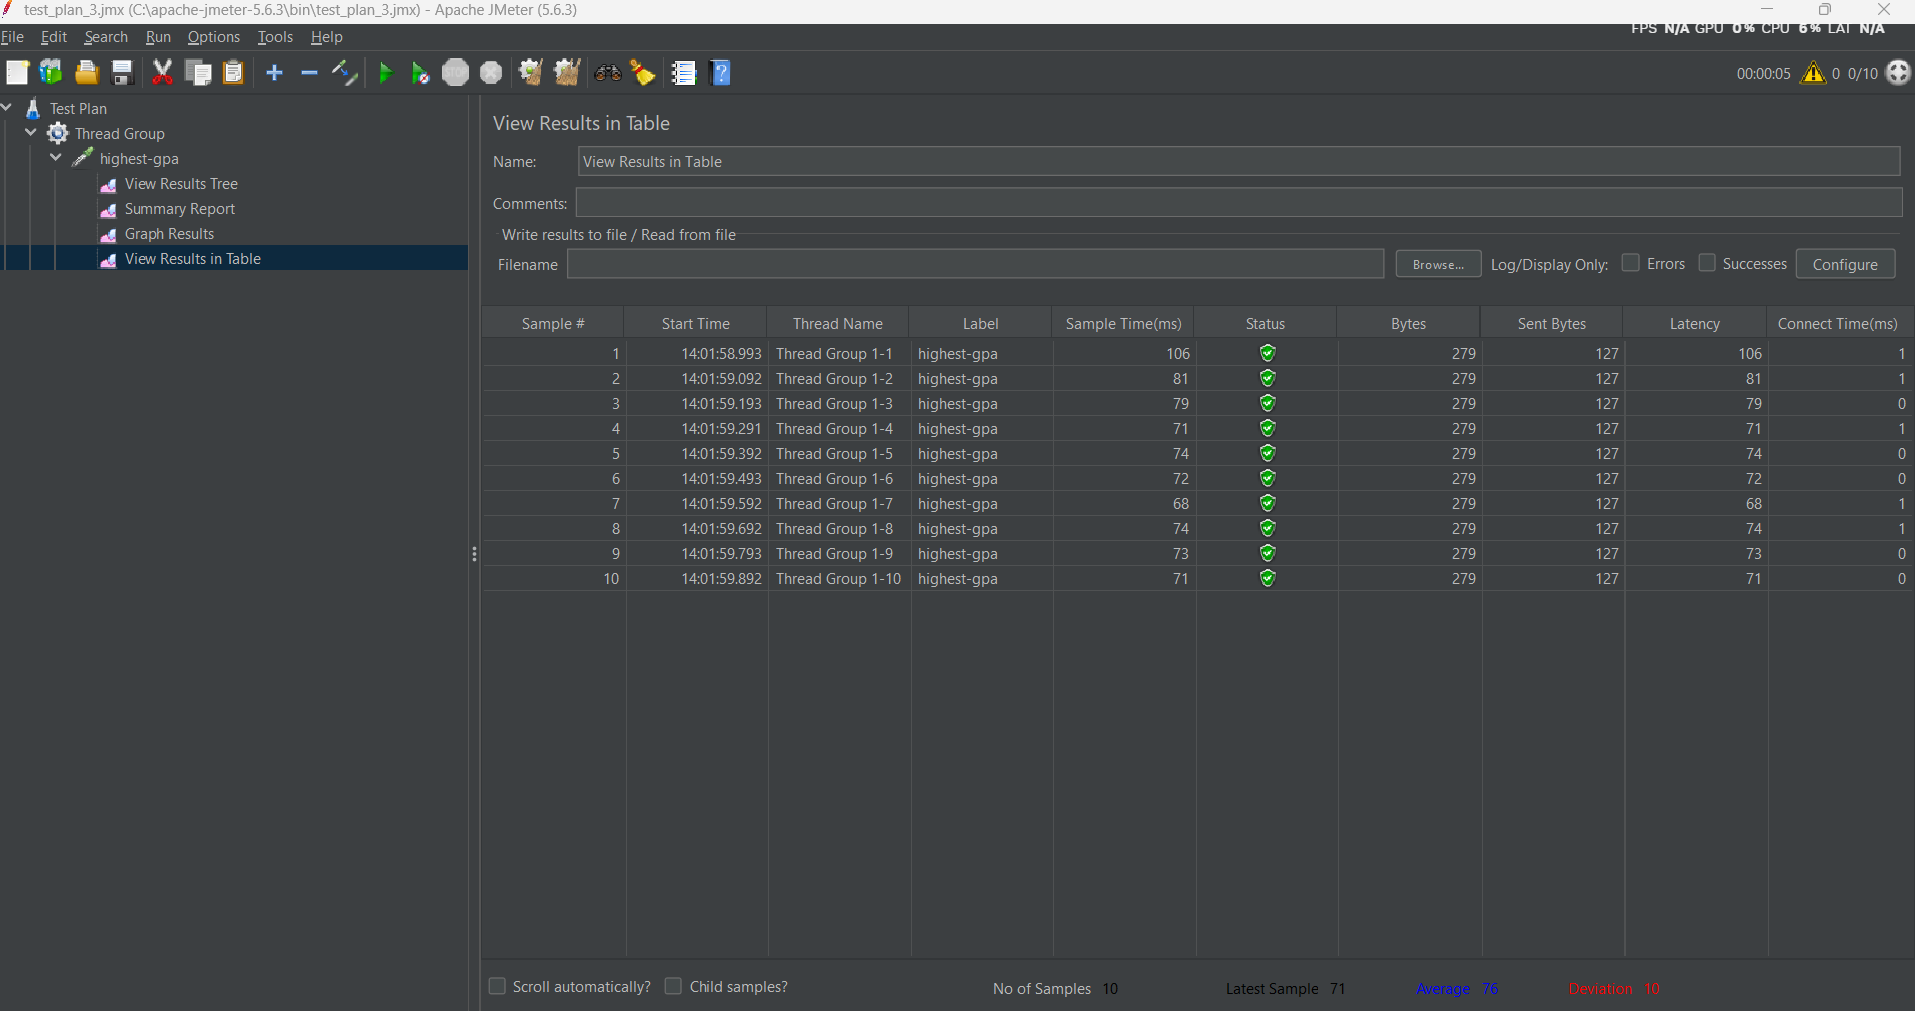 test_plan_3.jmx (C:\apache-jmeter-5.6.3\bin\test_plan_3.jmx) - Apache JMeter (5.6.3)
FPS N/A GPU 0% CPU 6% LAT N/A
File Edit Search Run Options Tools Help
STOP
00:00:05 0 0/10
Test Plan
Thread Group
highest-gpa
View Results Tree
Summary Report
Graph Results
View Results in Table
View Results in Table
Name: View Results in Table
Comments:
Write results to file / Read from file
Filename Browse... Log/Display Only: Errors Successes Configure
Sample # Start Time Thread Name Label Sample Time(ms) Status Bytes Sent Bytes Latency Connect Time(ms)
1 14:01:58.993 Thread Group 1-1 highest-gpa 106 279 127 106 1
2 14:01:59.092 Thread Group 1-2 highest-gpa 81 279 127 81 1
3 14:01:59.193 Thread Group 1-3 highest-gpa 79 279 127 79 0
4 14:01:59.291 Thread Group 1-4 highest-gpa 71 279 127 71 1
5 14:01:59.392 Thread Group 1-5 highest-gpa 74 279 127 74 0
6 14:01:59.493 Thread Group 1-6 highest-gpa 72 279 127 72 0
7 14:01:59.592 Thread Group 1-7 highest-gpa 68 279 127 68 1
8 14:01:59.692 Thread Group 1-8 highest-gpa 74 279 127 74 1
9 14:01:59.793 Thread Group 1-9 highest-gpa 73 279 127 73 0
10 14:01:59.892 Thread Group 1-10 highest-gpa 71 279 127 71 0
Scroll automatically? Child samples? No of Samples 10 Latest Sample 71 Average 76 Deviation 10